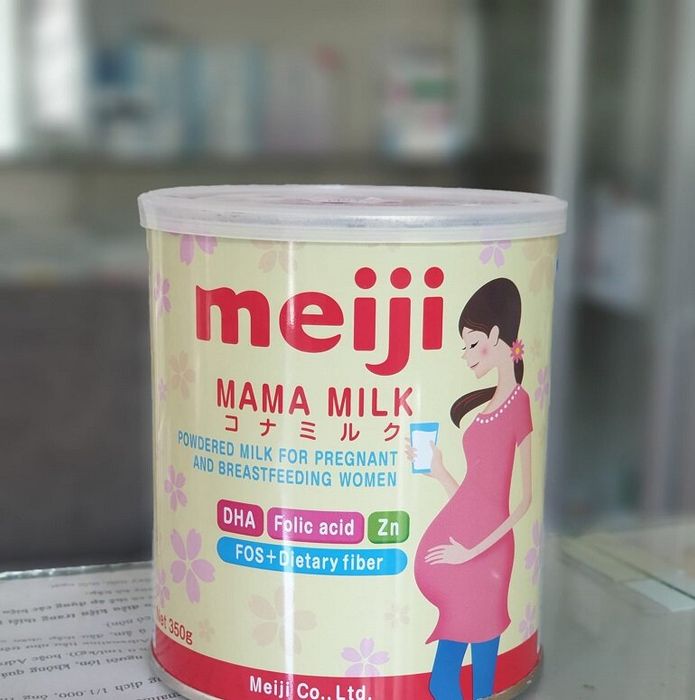 meiji
MAMA MILK
コナミルク
POWDERED MILK FOR PREGNANT
AND BREASTFEEDING WOMEN
DHA Folic acid Zn
FOS+Dietary fiber
Net 350g
Meiji Co., Ltd.